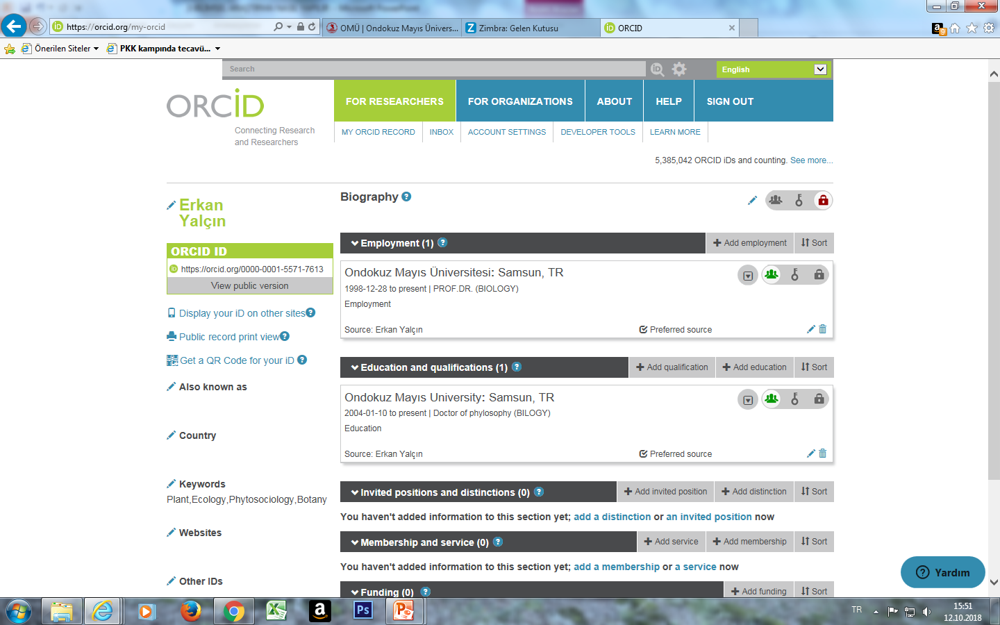 https://orcid.org/my-orcid
OMÜ | Ondokuz Mayıs Ünivers...
Zimbra: Gelen Kutusu
ORCID
Önerilen Siteler
PKK kampında tecavü...
Search
English
ORCID
Connecting Research
and Researchers
FOR RESEARCHERS
FOR ORGANIZATIONS
ABOUT
HELP
SIGN OUT
MY ORCID RECORD
INBOX
ACCOUNT SETTINGS
DEVELOPER TOOLS
LEARN MORE
5,385,042 ORCID iDs and counting. See more...
Erkan
Yalçın
ORCID ID
iD https://orcid.org/0000-0001-5571-7613
View public version
Display your iD on other sites
Public record print view
Get a QR Code for your iD
Also known as
Country
Keywords
Plant,Ecology,Phytosociology,Botany
Websites
Other IDs
Biography
Employment (1)
Add employment
Sort
Ondokuz Mayıs Üniversitesi: Samsun, TR
1998-12-28 to present | PROF.DR. (BIOLOGY)
Employment
Source: Erkan Yalçın
Preferred source
Education and qualifications (1)
Add qualification
Add education
Sort
Ondokuz Mayıs University: Samsun, TR
2004-01-10 to present | Doctor of phylosophy (BILOGY)
Education
Source: Erkan Yalçın
Preferred source
Invited positions and distinctions (0)
Add invited position
Add distinction
Sort
You haven't added information to this section yet; add a distinction or an invited position now
Membership and service (0)
Add service
Add membership
Sort
You haven't added information to this section yet; add a membership or a service now
Funding (0)
Add funding
Sort
Yardım
TR
15:51
12.10.2018